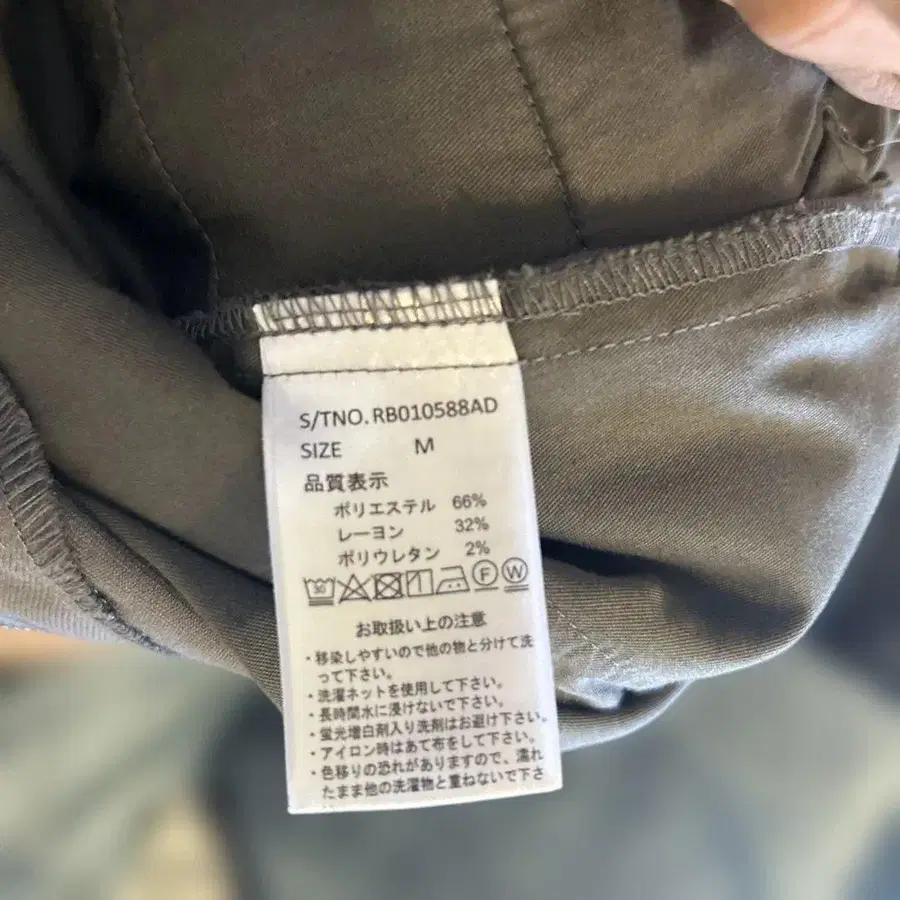 S/TNO. RB010588AD
SIZE M
品質表示
ポリエステル 66%
レーヨン 32%
ポリウレタン 2%
30 F W
お取扱い上の注意
・移染しやすいので他の物と分けて洗
って下さい。
・洗濯ネットを使用して下さい。
・長時間水に浸けないで下さい。
・蛍光増白剤入り洗剤はお避け下さい。
・アイロン時はあて布をして下さい。
・色移りの恐れがありますので、濡れ
たまま他の洗濯物と重ねないで下さ